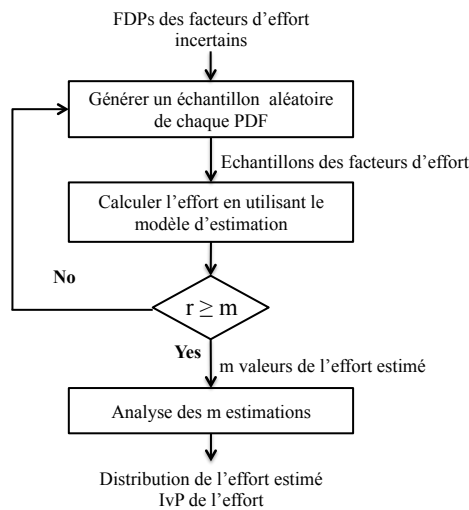 FDPs des facteurs d’effort
incertains
Générer un échantillon aléatoire
de chaque PDF
Echantillons des facteurs d’effort
Calculer l’effort en utilisant le
modèle d’estimation
No
r ≥ m
Yes
m valeurs de l’effort estimé
Analyse des m estimations
Distribution de l’effort estimé
IvP de l’effort